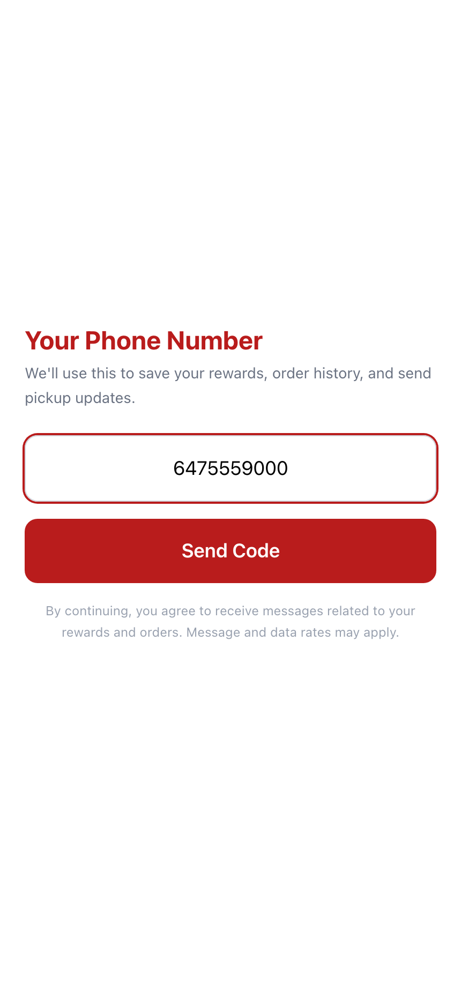 Your Phone Number
We'll use this to save your rewards, order history, and send
pickup updates.
6475559000
Send Code
By continuing, you agree to receive messages related to your
rewards and orders. Message and data rates may apply.